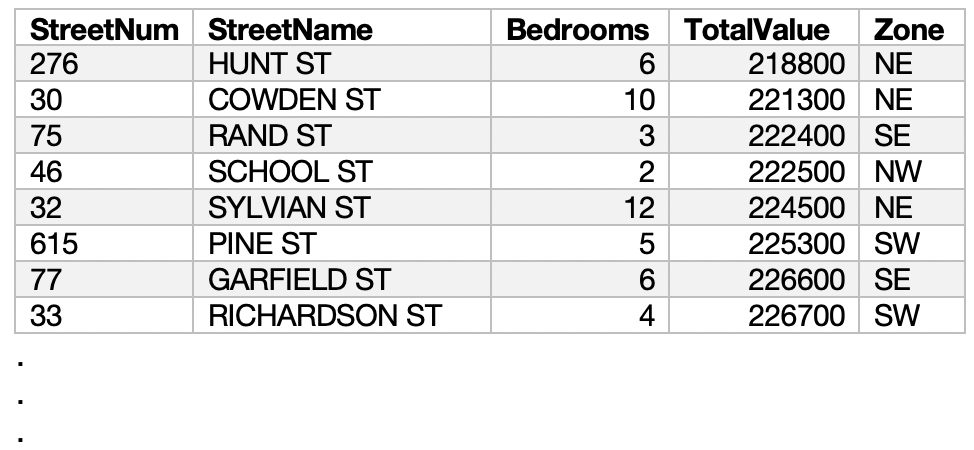 StreetNum StreetName Bedrooms TotalValue Zone
276 HUNT ST 6 218800 NE
30 COWDEN ST 10 221300 NE
75 RAND ST 3 222400 SE
46 SCHOOL ST 2 222500 NW
32 SYLVIAN ST 12 224500 NE
615 PINE ST 5 225300 SW
77 GARFIELD ST 6 226600 SE
33 RICHARDSON ST 4 226700 SW
.
.
.